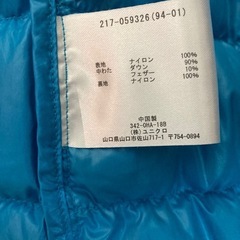 217-059326(94-01)
表地 ナイロン 100%
中わた ダウン 90%
フェザー 10%
裏地 ナイロン 100%
中国製
342-OHA-18B
(株)ユニクロ
山口県山口市佐山717-1 〒754-0894